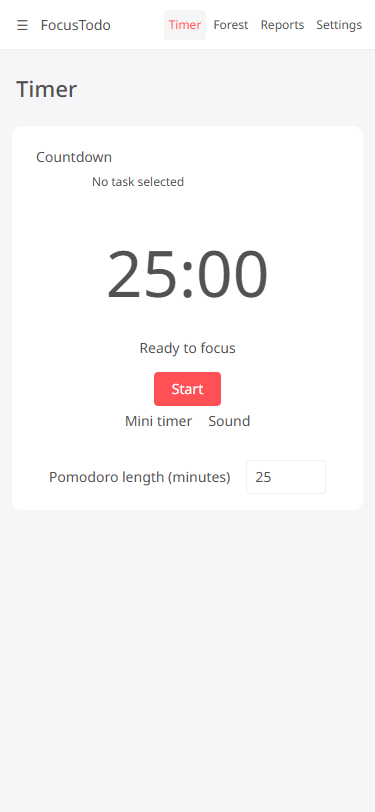 ☰ FocusTodo Timer Forest Reports Settings
Timer
Countdown
No task selected
25:00
Ready to focus
Start
Mini timer Sound
Pomodoro length (minutes) 25